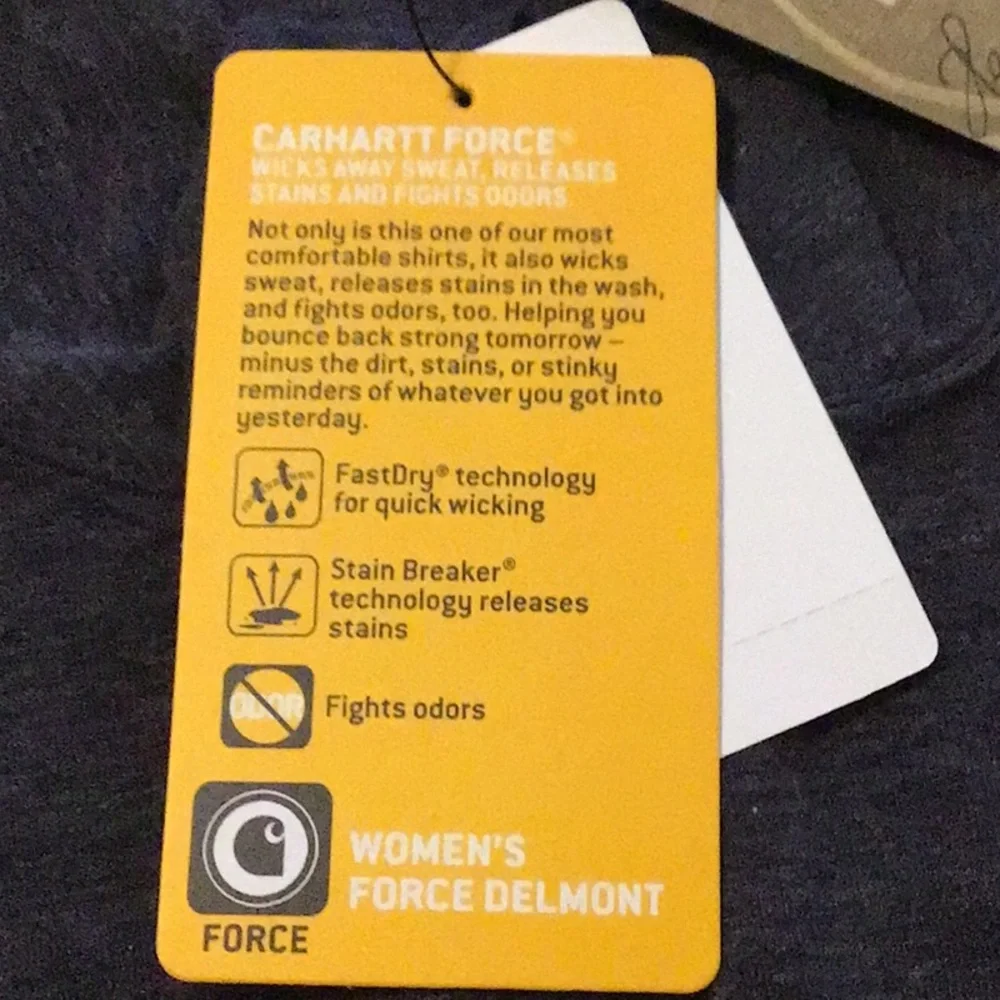 CARHARTT FORCE®
WICKS AWAY SWEAT, RELEASES
STAINS AND FIGHTS ODORS
Not only is this one of our most
comfortable shirts, it also wicks
sweat, releases stains in the wash,
and fights odors, too. Helping you
bounce back strong tomorrow –
minus the dirt, stains, or stinky
reminders of whatever you got into
yesterday.
FastDry® technology
for quick wicking
Stain Breaker®
technology releases
stains
ODOR
Fights odors
WOMEN'S
FORCE DELMONT
FORCE